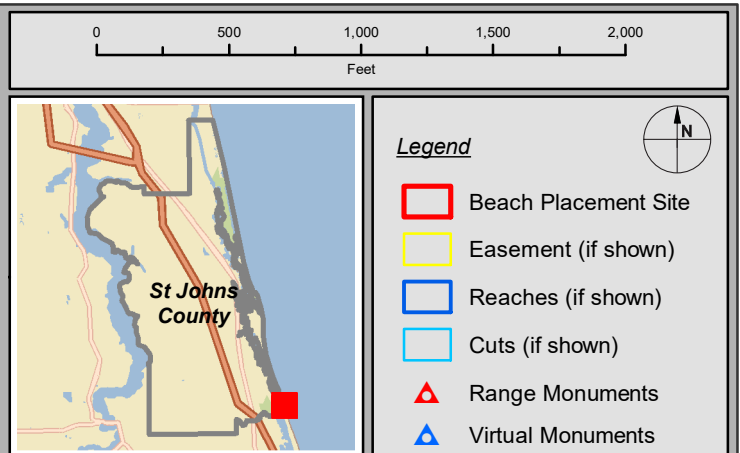 0 500 1,000 1,500 2,000
Feet
St Johns
County
N
Legend
Beach Placement Site
Easement (if shown)
Reaches (if shown)
Cuts (if shown)
Range Monuments
Virtual Monuments